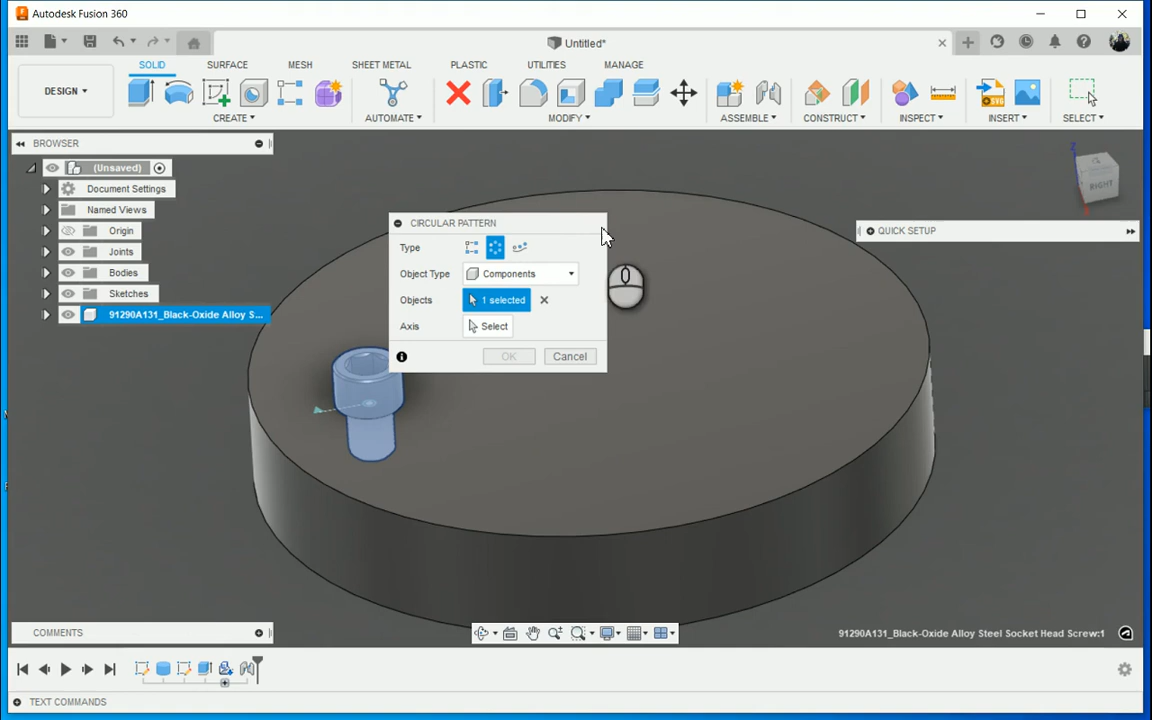 Autodesk Fusion 360
Untitled*
SOLID SURFACE MESH SHEET METAL PLASTIC UTILITIES MANAGE
DESIGN
CREATE AUTOMATE MODIFY ASSEMBLE CONSTRUCT INSPECT INSERT SELECT
BROWSER
(Unsaved)
Document Settings
Named Views
Origin
Joints
Bodies
Sketches
91290A131_Black-Oxide Alloy S...
CIRCULAR PATTERN
Type
Object Type Components
Objects 1 selected
Axis Select
OK Cancel
QUICK SETUP
Z
RIGHT
COMMENTS
91290A131_Black-Oxide Alloy Steel Socket Head Screw:1
TEXT COMMANDS